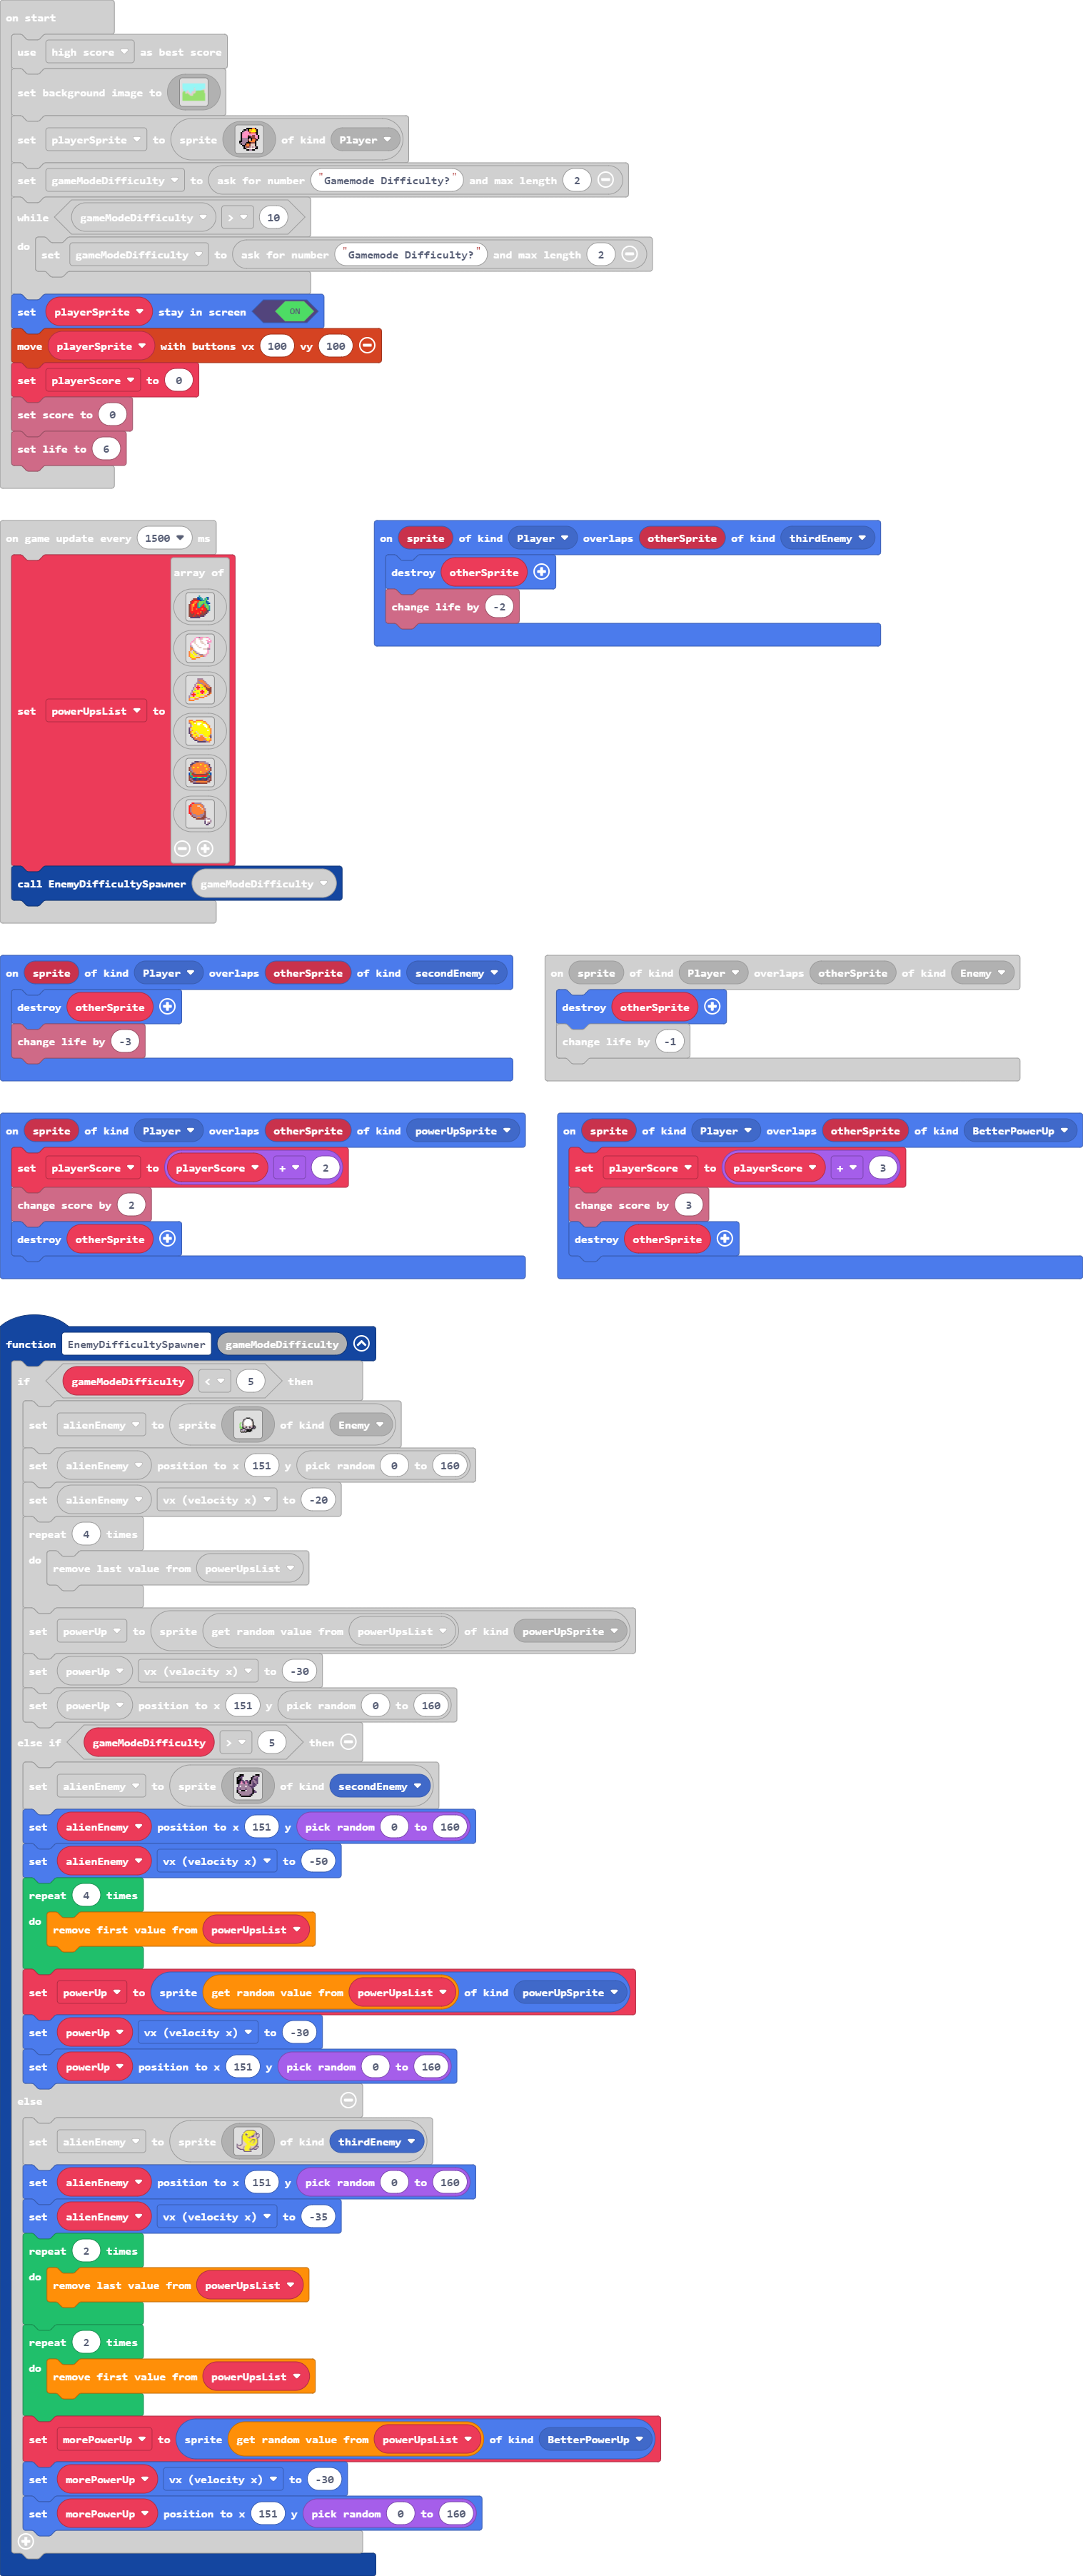 on start
use high score as best score
set background image to
set playerSprite to sprite of kind Player
set gameModeDifficulty to ask for number "Gamemode Difficulty?" and max length 2
while gameModeDifficulty > 10
do set gameModeDifficulty to ask for number "Gamemode Difficulty?" and max length 2
set playerSprite stay in screen ON
move playerSprite with buttons vx 100 vy 100
set playerScore to 0
set score to 0
set life to 6
on game update every 1500 ms
array of
set powerUpsList to
call EnemyDifficultySpawner gameModeDifficulty
on sprite of kind Player overlaps otherSprite of kind thirdEnemy
destroy otherSprite
change life by -2
on sprite of kind Player overlaps otherSprite of kind secondEnemy
destroy otherSprite
change life by -3
on sprite of kind Player overlaps otherSprite of kind Enemy
destroy otherSprite
change life by -1
on sprite of kind Player overlaps otherSprite of kind powerUpSprite
set playerScore to playerScore + 2
change score by 2
destroy otherSprite
on sprite of kind Player overlaps otherSprite of kind BetterPowerUp
set playerScore to playerScore + 3
change score by 3
destroy otherSprite
function EnemyDifficultySpawner gameModeDifficulty
if gameModeDifficulty < 5 then
set alienEnemy to sprite of kind Enemy
set alienEnemy position to x 151 y pick random 0 to 160
set alienEnemy vx (velocity x) to -20
repeat 4 times
do remove last value from powerUpsList
set powerUp to sprite get random value from powerUpsList of kind powerUpSprite
set powerUp vx (velocity x) to -30
set powerUp position to x 151 y pick random 0 to 160
else if gameModeDifficulty > 5 then
set alienEnemy to sprite of kind secondEnemy
set alienEnemy position to x 151 y pick random 0 to 160
set alienEnemy vx (velocity x) to -50
repeat 4 times
do remove first value from powerUpsList
set powerUp to sprite get random value from powerUpsList of kind powerUpSprite
set powerUp vx (velocity x) to -30
set powerUp position to x 151 y pick random 0 to 160
else
set alienEnemy to sprite of kind thirdEnemy
set alienEnemy position to x 151 y pick random 0 to 160
set alienEnemy vx (velocity x) to -35
repeat 2 times
do remove last value from powerUpsList
repeat 2 times
do remove first value from powerUpsList
set morePowerUp to sprite get random value from powerUpsList of kind BetterPowerUp
set morePowerUp vx (velocity x) to -30
set morePowerUp position to x 151 y pick random 0 to 160